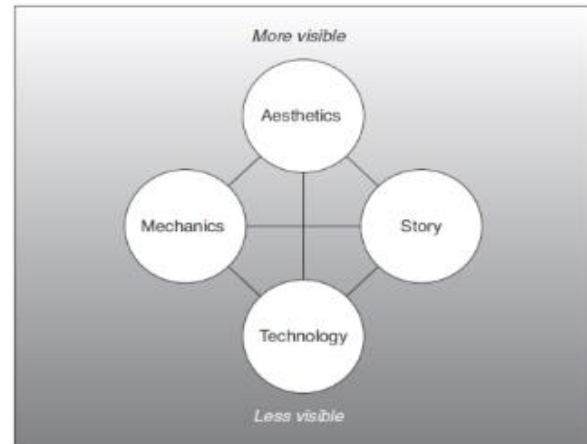 More visible
Aesthetics
Mechanics
Story
Technology
Less visible